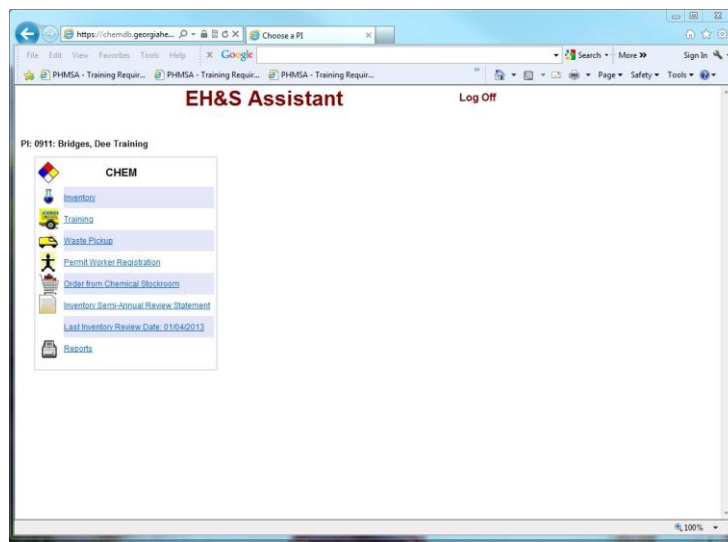 https://chemdb.georgiahe...
Choose a PI
File Edit View Favorites Tools Help
x Google
Search More >>
Sign In
PHMSA - Training Requir... PHMSA - Training Requir... PHMSA - Training Requir...
Page Safety Tools
EH&S Assistant
Log Off
PI: 0911: Bridges, Dee Training
CHEM
Inventory
Training
Waste Pickup
Permit Worker Registration
Order from Chemical Stockroom
Inventory Semi-Annual Review Statement
Last Inventory Review Date: 01/04/2013
Reports
100%